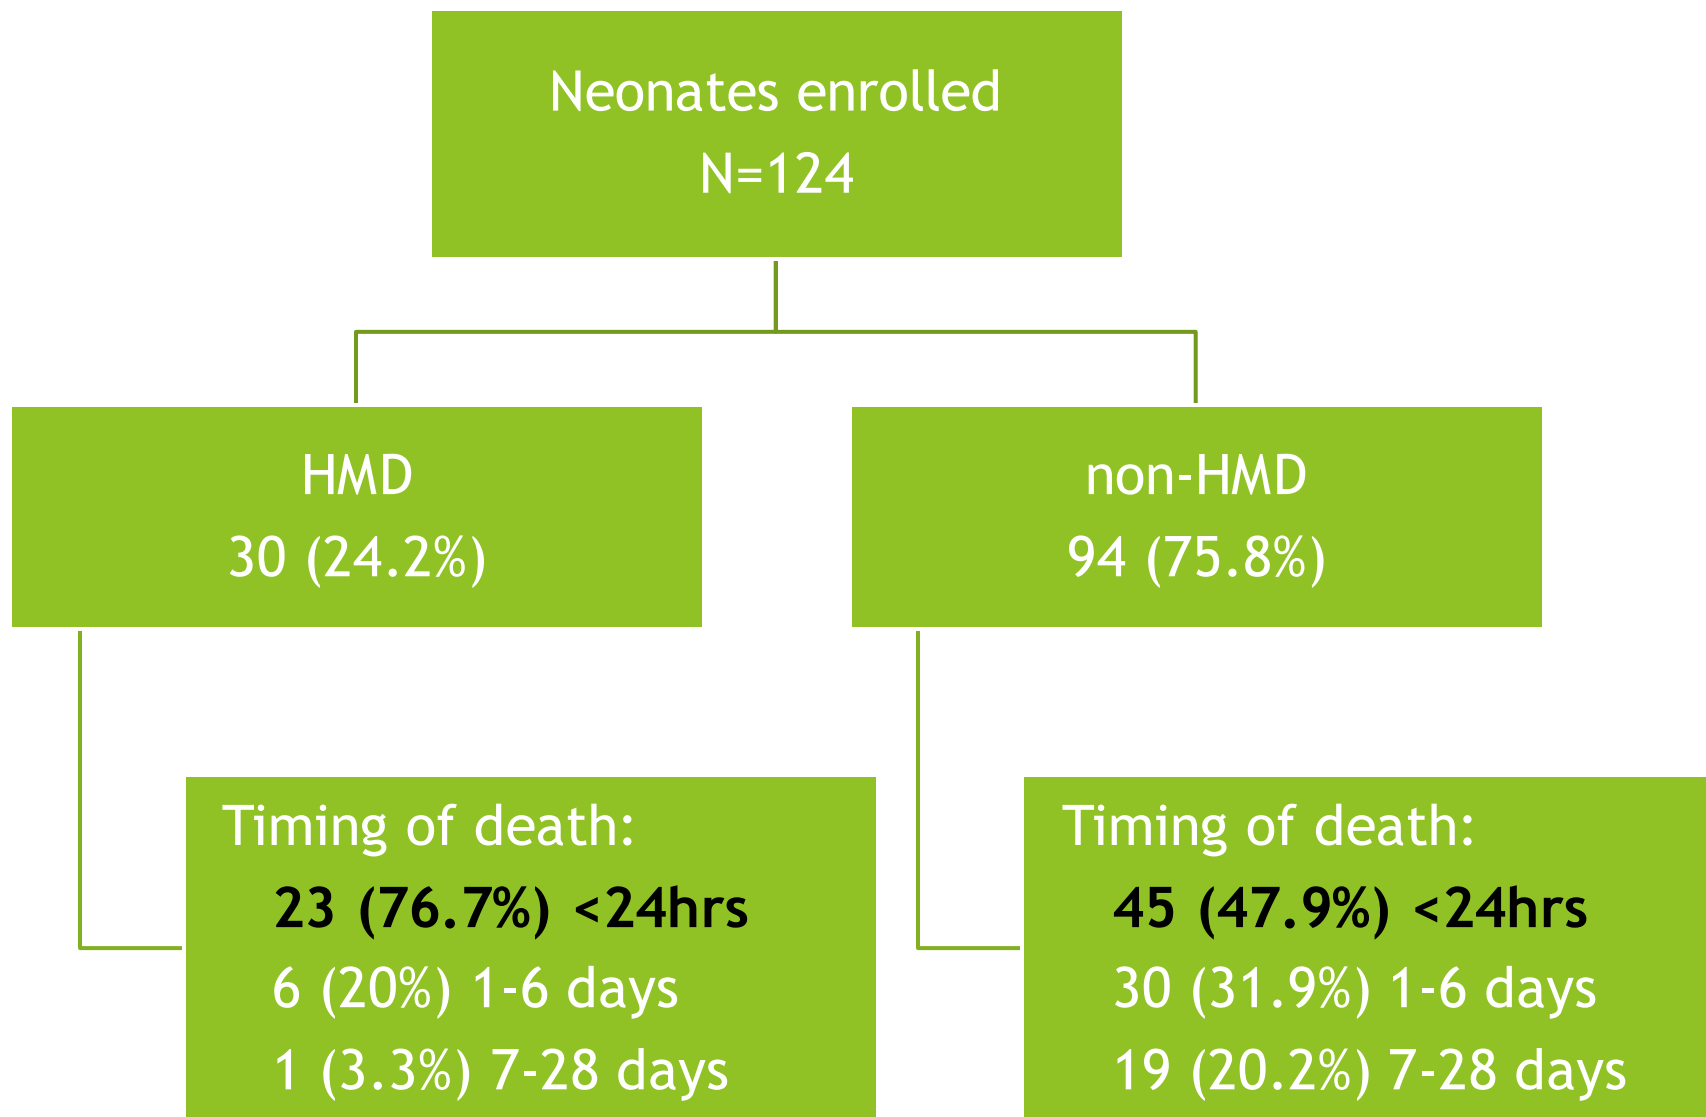 Neonates enrolled
N=124
HMD
30 (24.2%)
non-HMD
94 (75.8%)
Timing of death:
23 (76.7%) <24hrs
6 (20%) 1-6 days
1 (3.3%) 7-28 days
Timing of death:
45 (47.9%) <24hrs
30 (31.9%) 1-6 days
19 (20.2%) 7-28 days